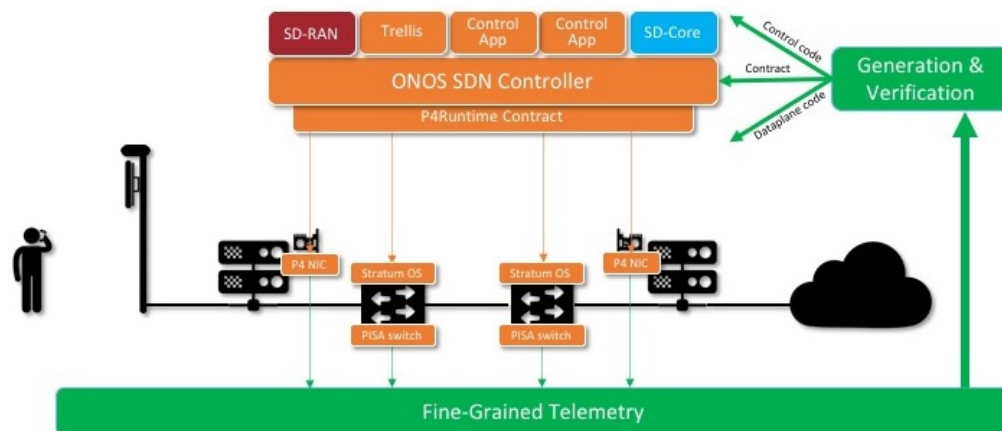 SD-RAN
Trellis
Control
App
Control
App
SD-Core
ONOS SDN Controller
P4Runtime Contract
Control code
Contract
Dataplane code
Generation &
Verification
P4 NIC
Stratum OS
Stratum OS
P4 NIC
PISA switch
PISA switch
Fine-Grained Telemetry